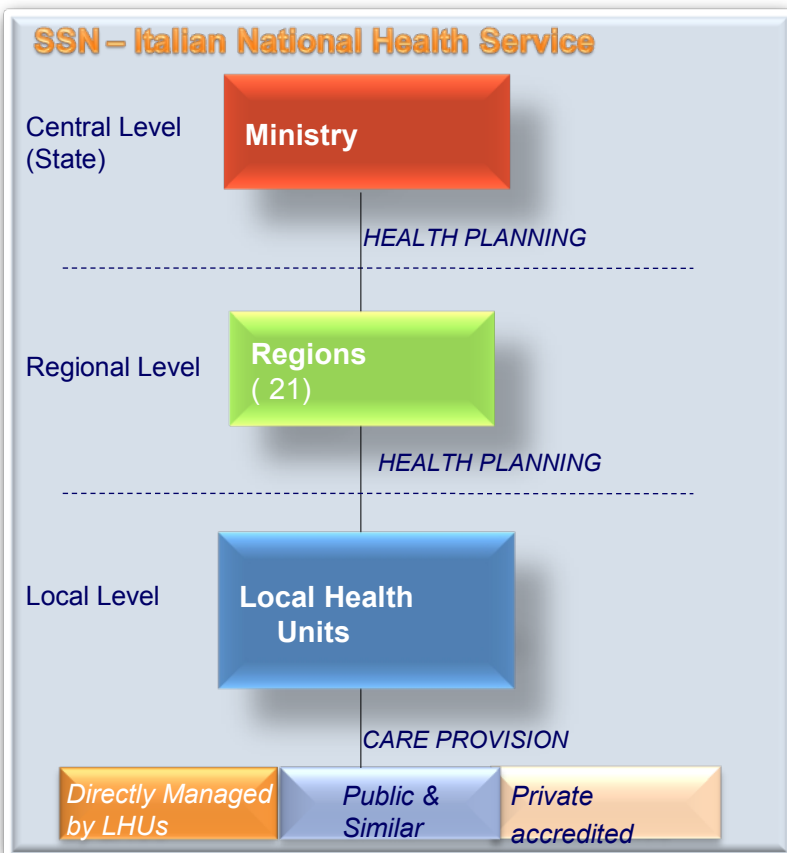 SSN – Italian National Health Service
Central Level
(State)
Ministry
HEALTH PLANNING
Regional Level
Regions
( 21)
HEALTH PLANNING
Local Level
Local Health
Units
CARE PROVISION
Directly Managed
by LHUs
Public &
Similar
Private
accredited